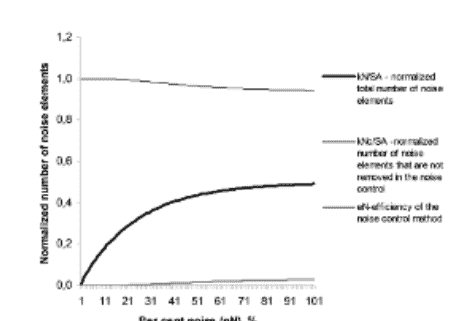 1,2
1,0
0,8
0,6
0,4
0,2
0,0
1 11 21 31 41 51 61 71 81 91 101
Normalized number of noise elements
Per cent noise (pN), %
kN/SA - normalized
total number of noise
elements
kNc/SA -normalized
number of noise
elements that are not
removed in the noise
control
eN-efficiency of the
noise control method